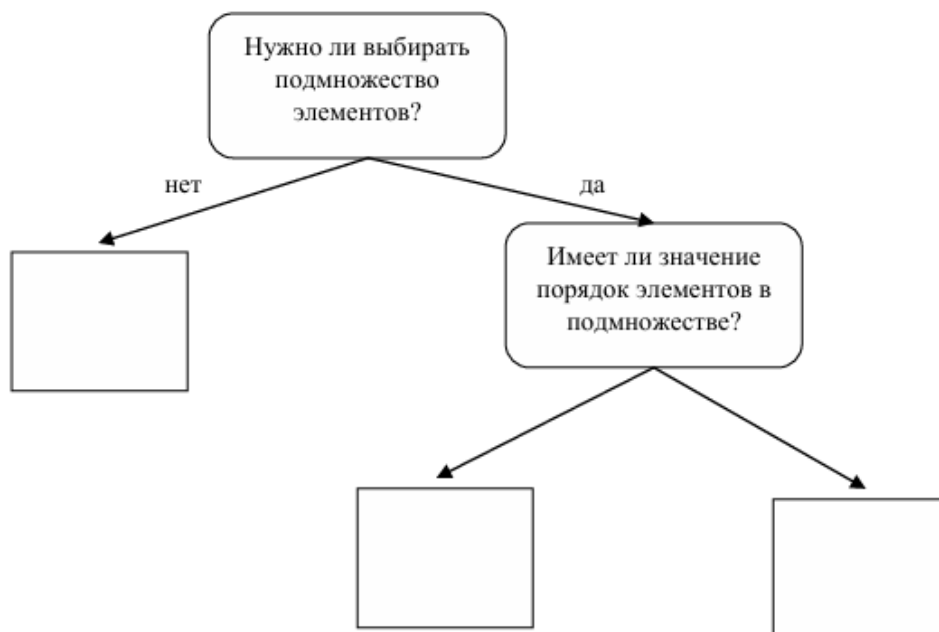 Нужно ли выбирать
подмножество
элементов?
нет
да
Имеет ли значение
порядок элементов в
подмножестве?